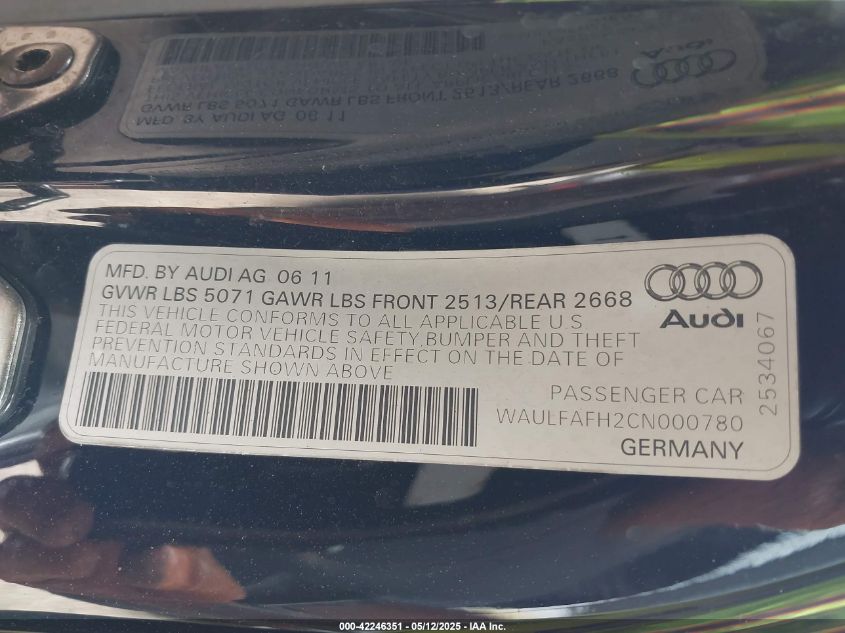 MFD. BY AUDI AG. 06 11
GVWR LBS 5071 GAWR LBS FRONT 2513/REAR 2668
THIS VEHICLE CONFORMS TO ALL APPLICABLE U.S
FEDERAL MOTOR VEHICLE SAFETY,BUMPER AND THEFT
PREVENTION STANDARDS IN EFFECT ON THE DATE OF
MANUFACTURE SHOWN ABOVE
Audi
2534067
PASSENGER CAR
WAULFAFH2CN000780
GERMANY
000-42246351 - 05/12/2025 - IAA Inc.